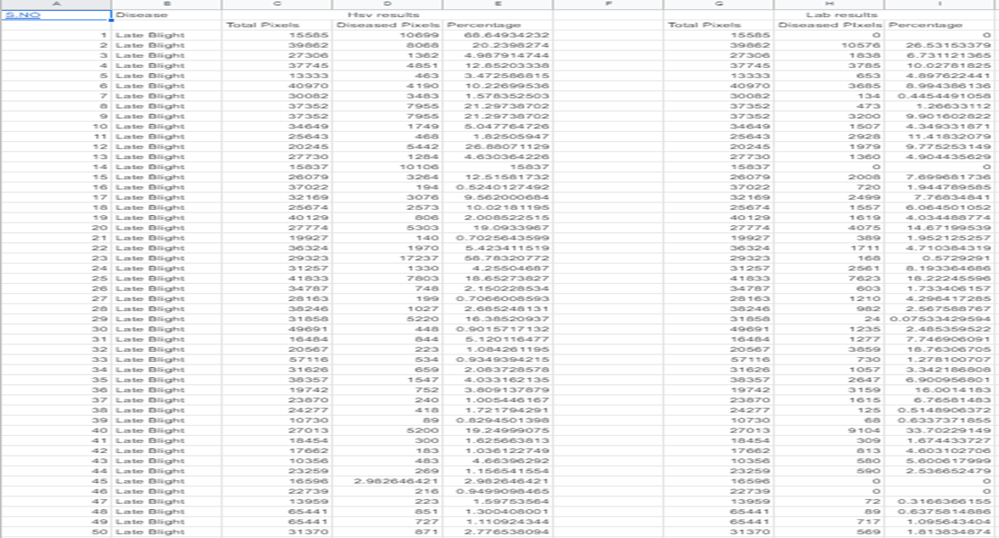 A B C D E F G H I
S.NO Disease Hsv results Lab results
Total Pixels Diseased Pixels Percentage Total Pixels Diseased Pixels Percentage
1 Late Blight 15585 10699 68.64934232 15585 0 0
2 Late Blight 39862 8068 20.2398274 39862 10576 26.53153379
3 Late Blight 27306 1362 4.987914744 27306 1838 6.731121365
4 Late Blight 37745 4851 12.85203338 37745 3785 10.02781825
5 Late Blight 13333 463 3.472586815 13333 653 4.897622441
6 Late Blight 40970 4190 10.22699536 40970 3685 8.994386136
7 Late Blight 30082 3483 1.578352503 30082 134 0.4454491058
8 Late Blight 37352 7955 21.29738702 37352 473 1.26633112
9 Late Blight 37352 7955 21.29738702 37352 3200 9.901602822
10 Late Blight 34649 1749 5.047764726 34649 1507 4.349331871
11 Late Blight 25643 468 1.82505947 25643 2928 11.41832079
12 Late Blight 20245 5442 26.88071129 20245 1979 9.775253149
13 Late Blight 27730 1284 4.630364226 27730 1360 4.904435629
14 Late Blight 15837 10106 15837 15837 0 0
15 Late Blight 26079 3264 12.51581732 26079 2008 7.699681736
16 Late Blight 37022 194 0.5240127492 37022 720 1.944789585
17 Late Blight 32169 3076 9.562000684 32169 2499 7.76834841
18 Late Blight 25674 2573 10.02181195 25674 1557 6.064501052
19 Late Blight 40129 806 2.008522515 40129 1619 4.034488774
20 Late Blight 27774 5303 19.0933967 27774 4075 14.67199539
21 Late Blight 19927 140 0.7025643599 19927 389 1.952125257
22 Late Blight 36324 1970 5.423411519 36324 1711 4.710384319
23 Late Blight 29323 17237 58.78320772 29323 168 0.5729291
24 Late Blight 31257 1330 4.25504687 31257 2561 8.193364686
25 Late Blight 41833 7803 18.65273827 41833 7623 18.22245596
26 Late Blight 34787 748 2.150228534 34787 603 1.733406157
27 Late Blight 28163 199 0.7066008593 28163 1210 4.296417285
28 Late Blight 38246 1027 2.685248131 38246 982 2.567588767
29 Late Blight 31858 5220 16.38520937 31858 24 0.07533429594
30 Late Blight 49691 448 0.9015717132 49691 1235 2.485359522
31 Late Blight 16484 844 5.120116477 16484 1277 7.746906091
32 Late Blight 20567 223 1.084261195 20567 3859 18.76306705
33 Late Blight 57116 534 0.9349394215 57116 730 1.278100707
34 Late Blight 31626 659 2.083728578 31626 1057 3.342186808
35 Late Blight 38357 1547 4.033162135 38357 2647 6.900956801
36 Late Blight 19742 752 3.809137879 19742 3159 16.0014183
37 Late Blight 23870 240 1.005446167 23870 1615 6.76581483
38 Late Blight 24277 418 1.721794291 24277 125 0.5148906372
39 Late Blight 10730 89 0.8294501398 10730 68 0.6337371855
40 Late Blight 27013 5200 19.24999075 27013 9104 33.70229149
41 Late Blight 18454 300 1.625663813 18454 309 1.674433727
42 Late Blight 17662 183 1.036122749 17662 813 4.603102706
43 Late Blight 10356 483 4.66396292 10356 580 5.600617999
44 Late Blight 23259 269 1.156541554 23259 590 2.536652479
45 Late Blight 16596 2.982646421 2.982646421 16596 0 0
46 Late Blight 22739 216 0.9499098465 22739 0 0
47 Late Blight 13959 223 1.59753564 13959 72 0.3166366155
48 Late Blight 65441 851 1.300408001 65441 89 0.6375814886
49 Late Blight 65441 727 1.110924344 65441 717 1.095643404
50 Late Blight 31370 871 2.776538094 31370 569 1.813834874